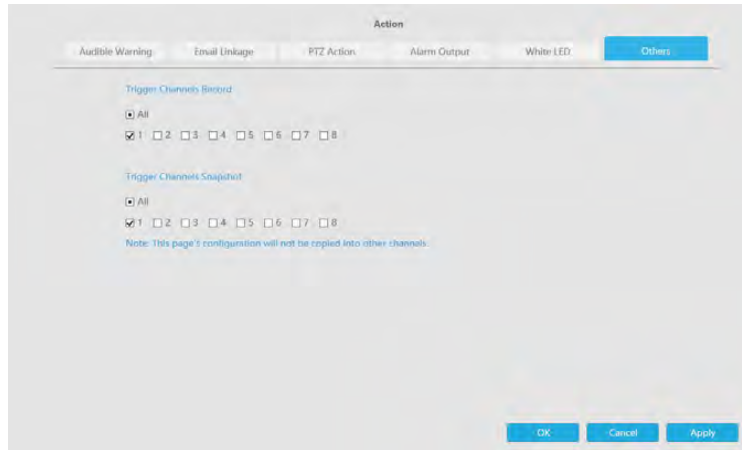 Action
Audible Warning Email Linkage PTZ Action Alarm Output White LED Others
Trigger Channels Record
All
1 2 3 4 5 6 7 8
Trigger Channels Snapshot
All
1 2 3 4 5 6 7 8
Note: This page's configuration will not be copied into other channels.
OK Cancel Apply